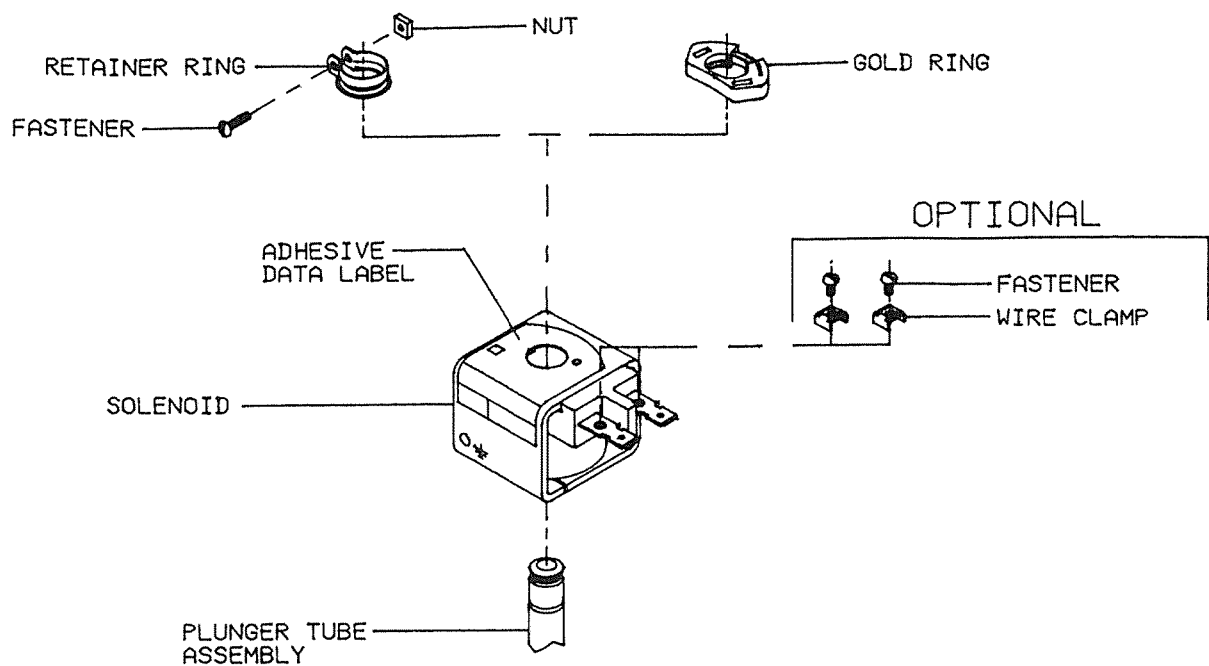 NUT
RETAINER RING
GOLD RING
FASTENER
OPTIONAL
ADHESIVE
DATA LABEL
FASTENER
WIRE CLAMP
SOLENOID
PLUNGER TUBE
ASSEMBLY